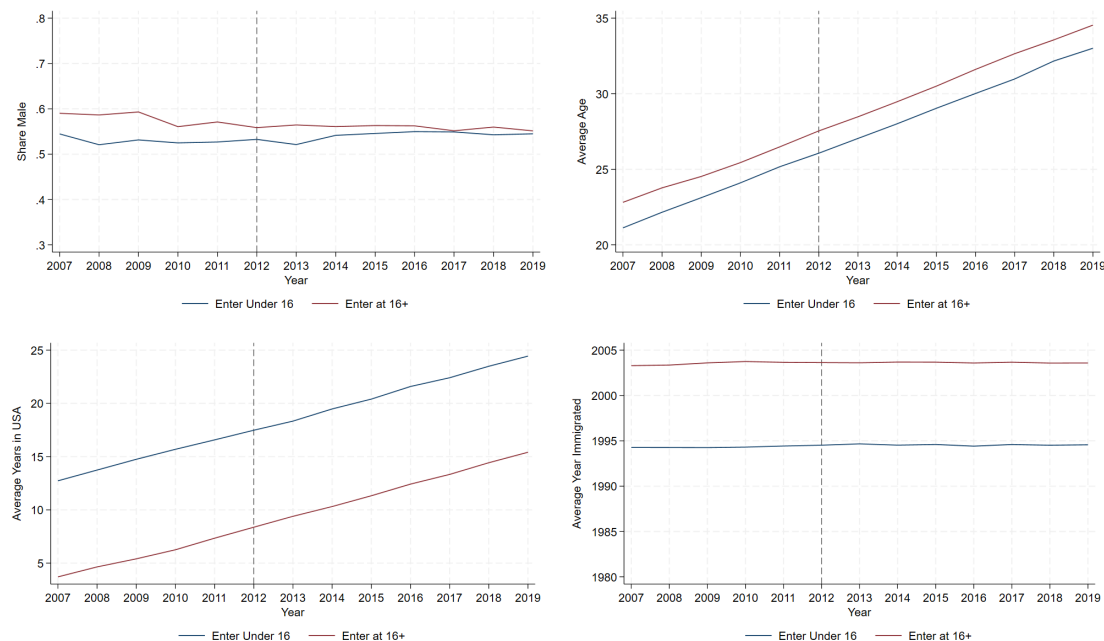 Share Male
.8
.7
.6
.5
.4
.3
2007 2008 2009 2010 2011 2012 2013 2014 2015 2016 2017 2018 2019
Year
Enter Under 16 Enter at 16+
Average Age
35
30
25
20
2007 2008 2009 2010 2011 2012 2013 2014 2015 2016 2017 2018 2019
Year
Enter Under 16 Enter at 16+
Average Years in USA
25
20
15
10
5
2007 2008 2009 2010 2011 2012 2013 2014 2015 2016 2017 2018 2019
Year
Enter Under 16 Enter at 16+
Average Year Immigrated
2005
2000
1995
1990
1985
1980
2007 2008 2009 2010 2011 2012 2013 2014 2015 2016 2017 2018 2019
Year
Enter Under 16 Enter at 16+